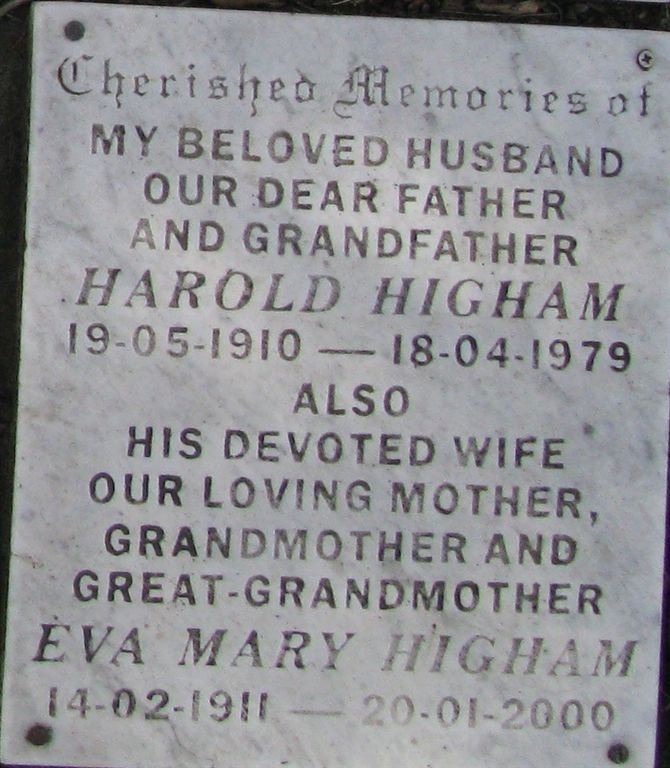 Cherished Memories of
MY BELOVED HUSBAND
OUR DEAR FATHER
AND GRANDFATHER
HAROLD HIGHAM
19-05-1910 — 18-04-1979
ALSO
HIS DEVOTED WIFE
OUR LOVING MOTHER,
GRANDMOTHER AND
GREAT-GRANDMOTHER
EVA MARY HIGHAM
14-02-1911 — 20-01-2000